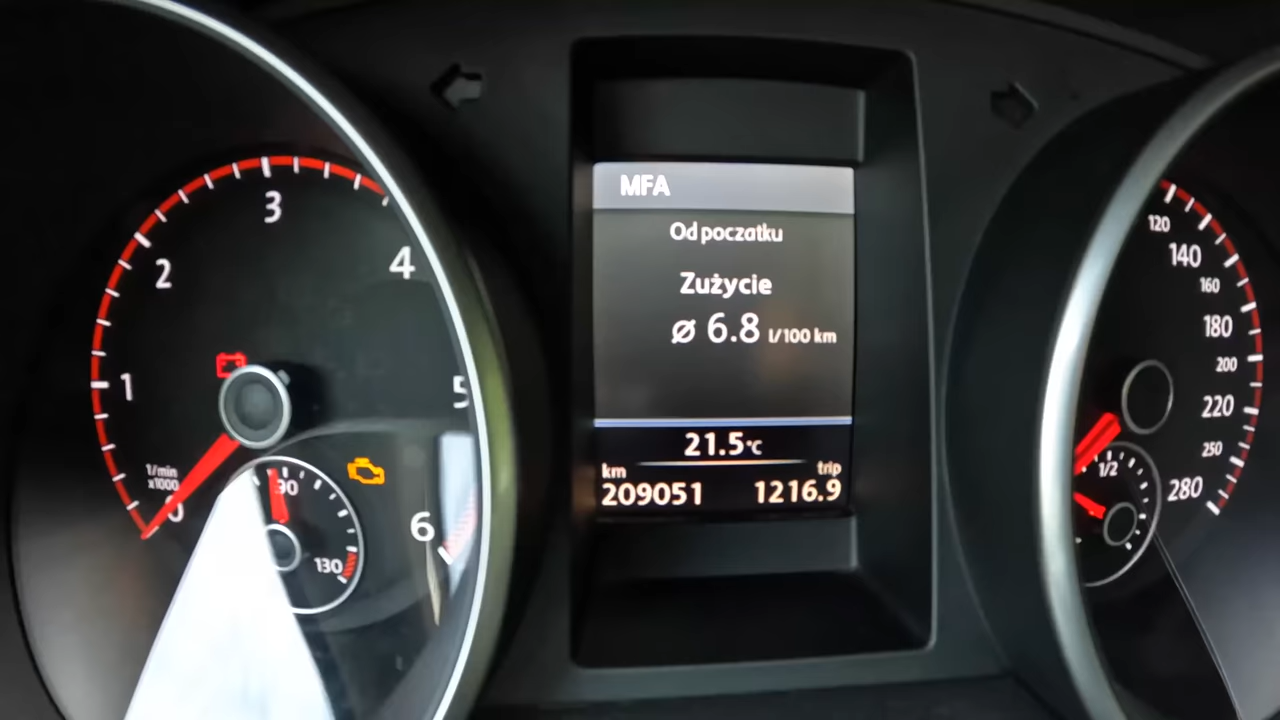 1
2
3
4
5
6
0
1/min
x1000
90
130
MFA
Od poczatku
Zużycie
ø 6.8 l/100 km
21.5°C
km trip
209051 1216.9
120
140
160
180
200
220
250
280
1/2